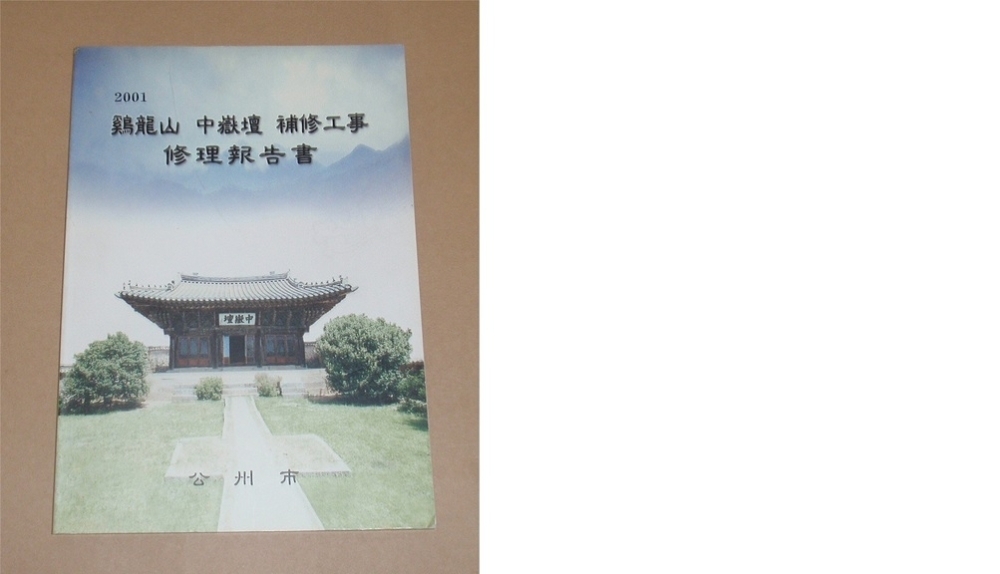 2001
鷄龍山 中嶽壇 補修工事
修理報告書
壇嶽中
公州市